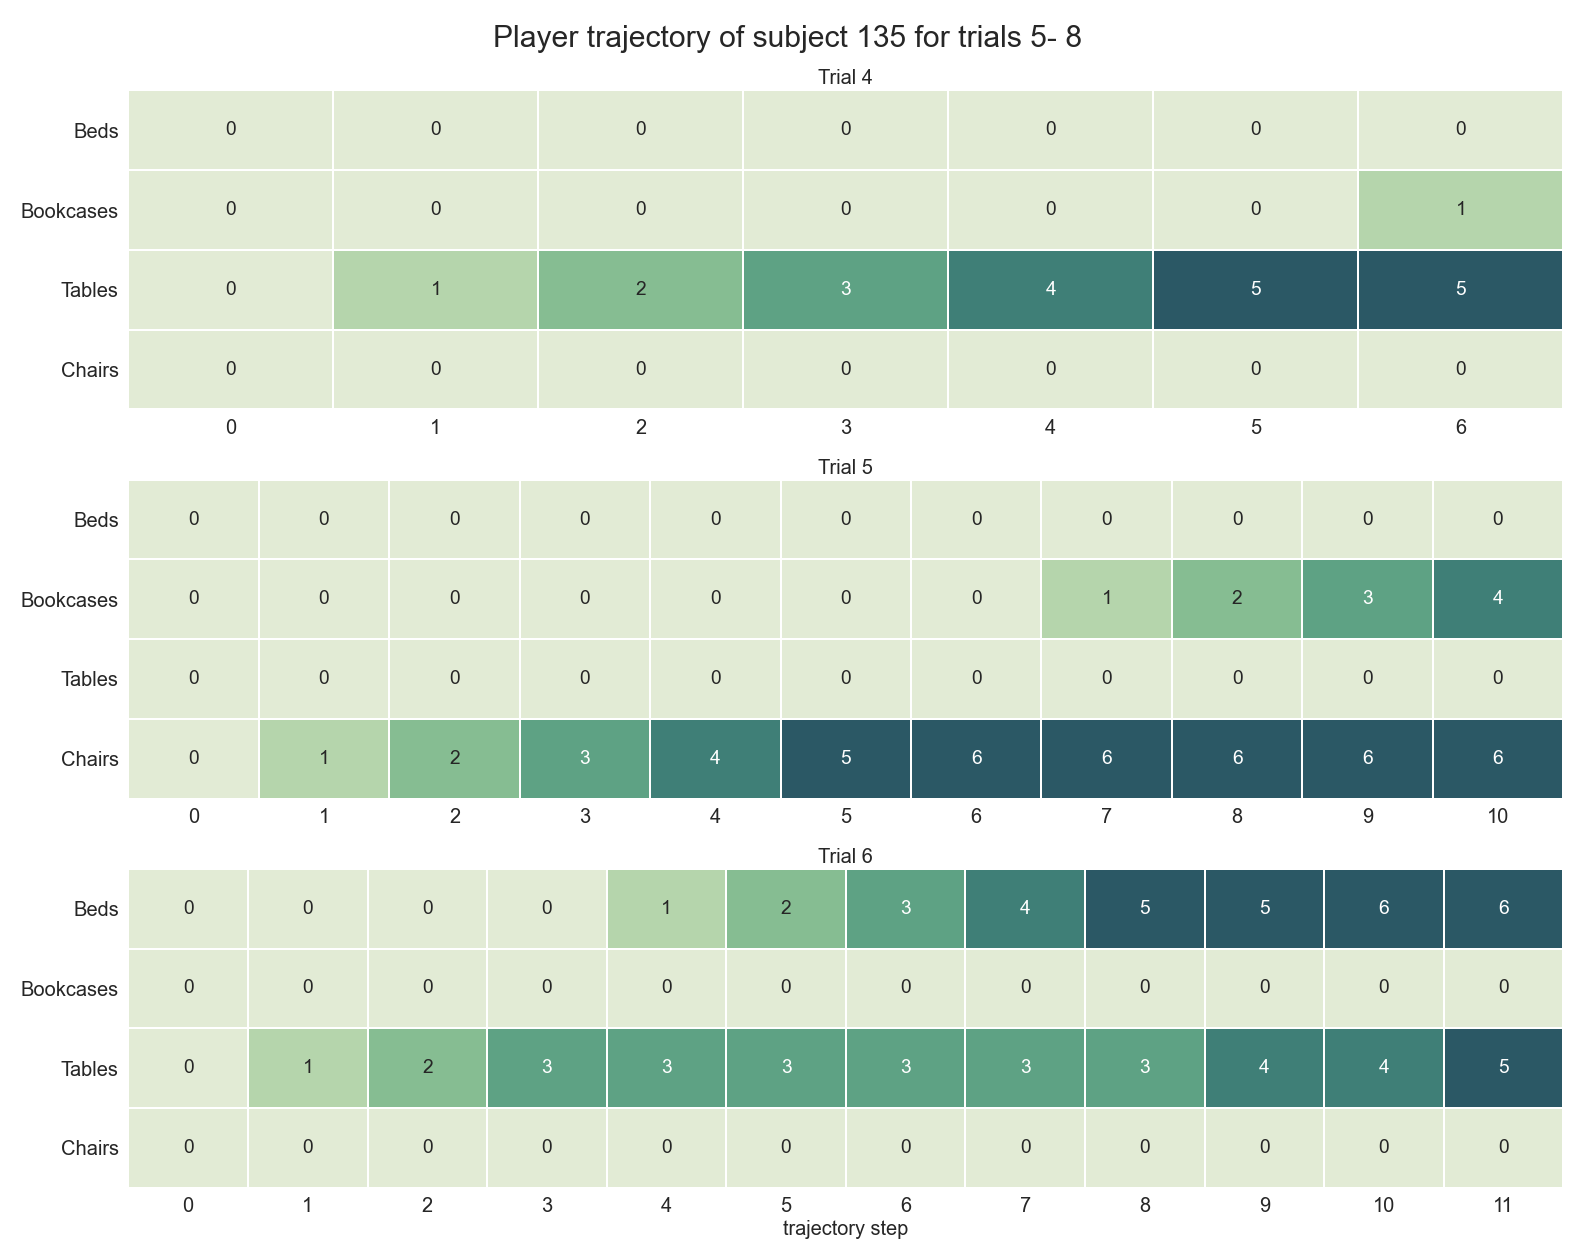 Player trajectory of subject 135 for trials 5- 8
Trial 4
Beds 0 0 0 0 0 0 0
Bookcases 0 0 0 0 0 0 1
Tables 0 1 2 3 4 5 5
Chairs 0 0 0 0 0 0 0
0 1 2 3 4 5 6
Trial 5
Beds 0 0 0 0 0 0 0 0 0 0 0
Bookcases 0 0 0 0 0 0 0 1 2 3 4
Tables 0 0 0 0 0 0 0 0 0 0 0
Chairs 0 1 2 3 4 5 6 6 6 6 6
0 1 2 3 4 5 6 7 8 9 10
Trial 6
Beds 0 0 0 0 1 2 3 4 5 5 6 6
Bookcases 0 0 0 0 0 0 0 0 0 0 0 0
Tables 0 1 2 3 3 3 3 3 3 4 4 5
Chairs 0 0 0 0 0 0 0 0 0 0 0 0
0 1 2 3 4 5 6 7 8 9 10 11
trajectory step